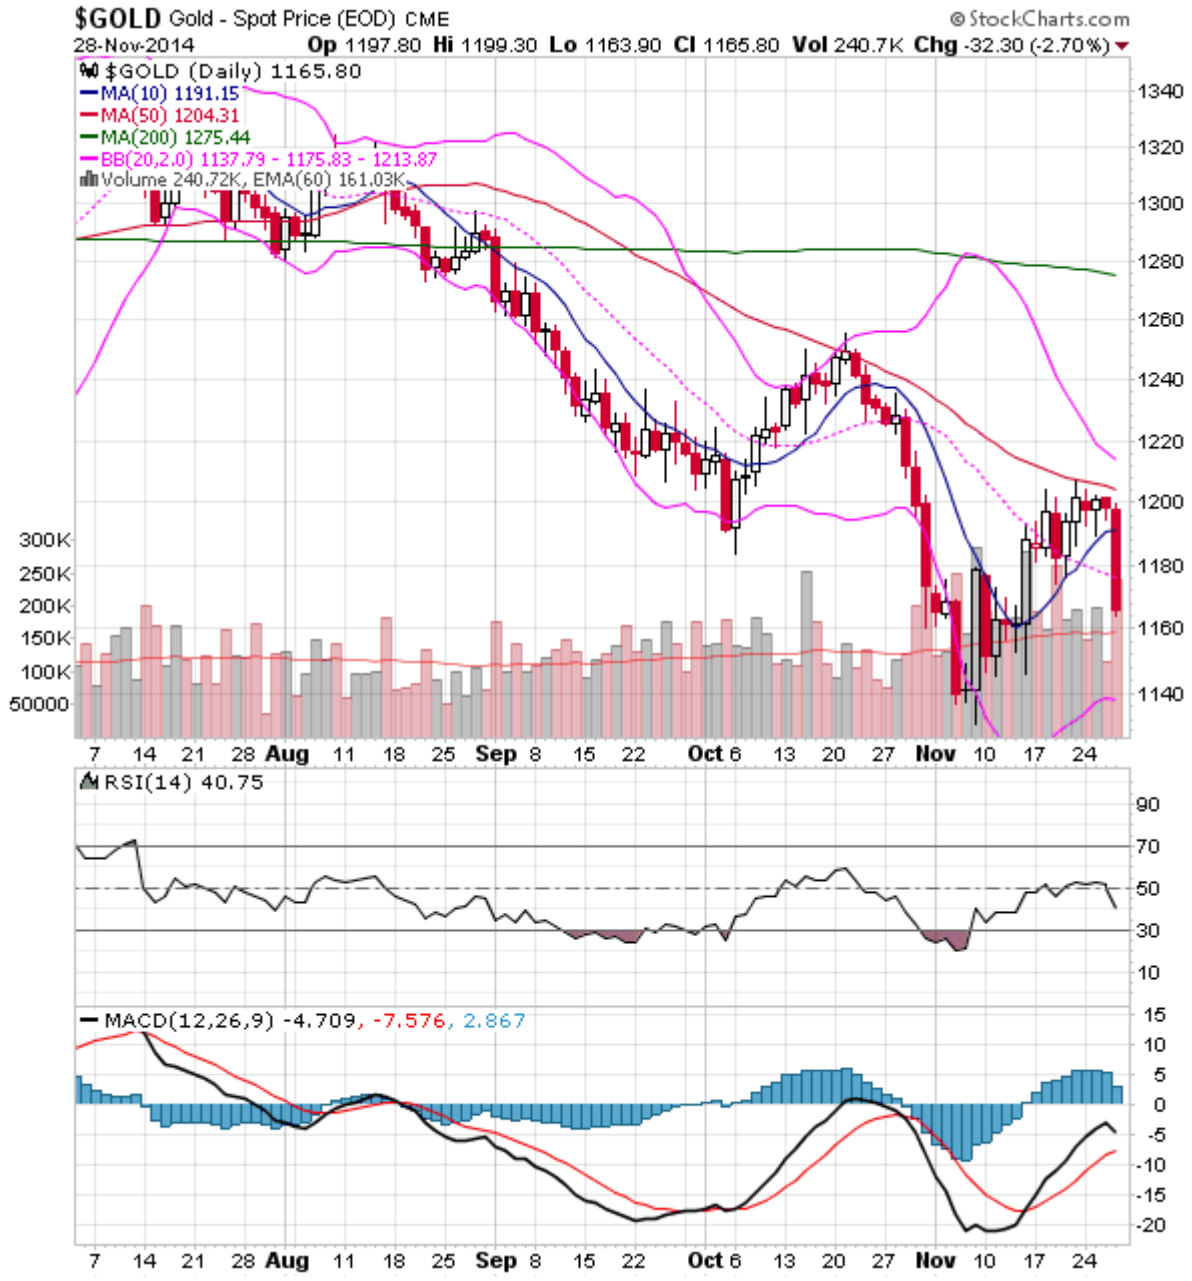 $GOLD Gold - Spot Price (EOD) CME © StockCharts.com
28-Nov-2014 Op 1197.80 Hi 1199.30 Lo 1163.90 Cl 1165.80 Vol 240.7K Chg -32.30 (-2.70%)
$GOLD (Daily) 1165.80
MA(10) 1191.15
MA(50) 1204.31
MA(200) 1275.44
BB(20,2.0) 1137.79 - 1175.83 - 1213.87
Volume 240.72K, EMA(60) 161.03K
1340
1320
1300
1280
1260
1240
1220
1200
1180
1160
1140
300K
250K
200K
150K
100K
50000
7 14 21 28 Aug 11 18 Sep 8 15 22 Oct 6 13 20 27 Nov 10 17 24
RSI(14) 40.75
90
70
50
30
10
MACD(12,26,9) -4.709, -7.576, 2.867
15
10
5
0
-5
-10
-15
-20
7 14 21 28 Aug 11 18 Sep 8 15 22 Oct 6 13 20 27 Nov 10 17 24